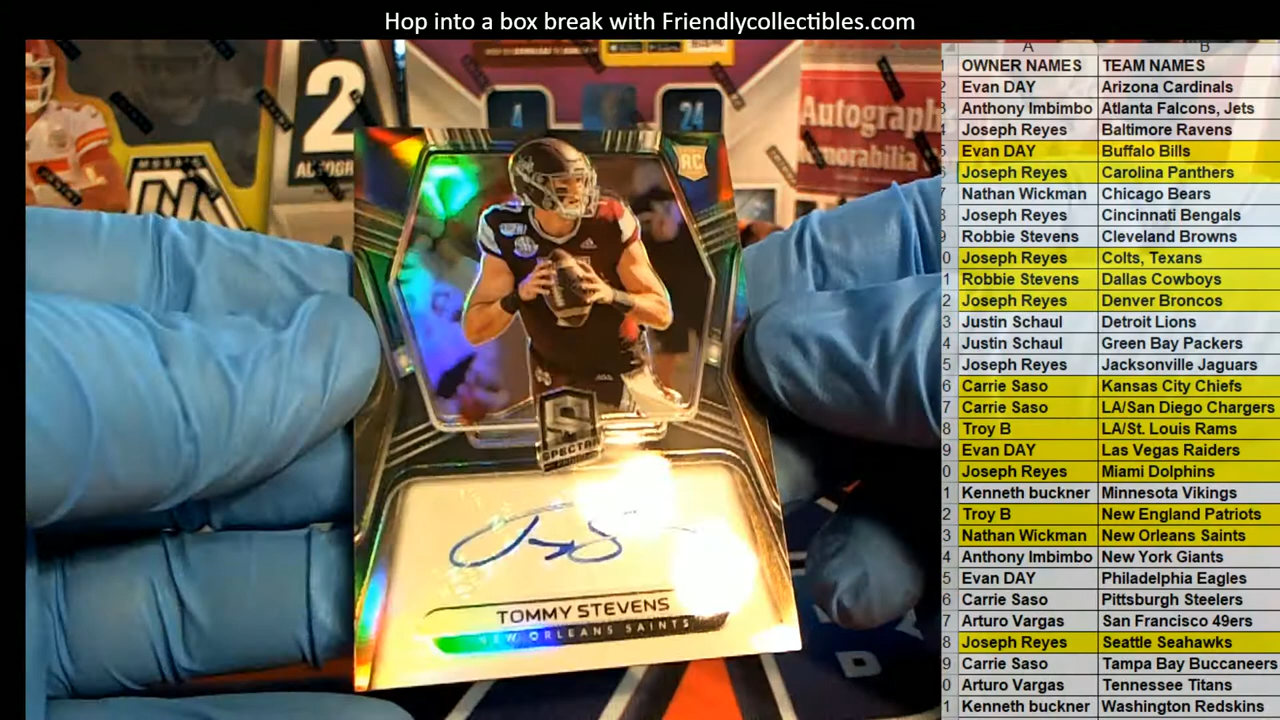 Hop into a box break with Friendlycollectibles.com
2
AUTOGR
4
24
Autograph
emorabilia
RC
SPECTRA
TOMMY STEVENS
NEW ORLEANS SAINTS
A B
OWNER NAMES TEAM NAMES
Evan DAY Arizona Cardinals
Anthony Imbimbo Atlanta Falcons, Jets
Joseph Reyes Baltimore Ravens
Evan DAY Buffalo Bills
Joseph Reyes Carolina Panthers
Nathan Wickman Chicago Bears
Joseph Reyes Cincinnati Bengals
Robbie Stevens Cleveland Browns
Joseph Reyes Colts, Texans
Robbie Stevens Dallas Cowboys
Joseph Reyes Denver Broncos
Justin Schaul Detroit Lions
Justin Schaul Green Bay Packers
Joseph Reyes Jacksonville Jaguars
Carrie Saso Kansas City Chiefs
Carrie Saso LA/San Diego Chargers
Troy B LA/St. Louis Rams
Evan DAY Las Vegas Raiders
Joseph Reyes Miami Dolphins
Kenneth buckner Minnesota Vikings
Troy B New England Patriots
Nathan Wickman New Orleans Saints
Anthony Imbimbo New York Giants
Evan DAY Philadelphia Eagles
Carrie Saso Pittsburgh Steelers
Arturo Vargas San Francisco 49ers
Joseph Reyes Seattle Seahawks
Carrie Saso Tampa Bay Buccaneers
Arturo Vargas Tennessee Titans
Kenneth buckner Washington Redskins